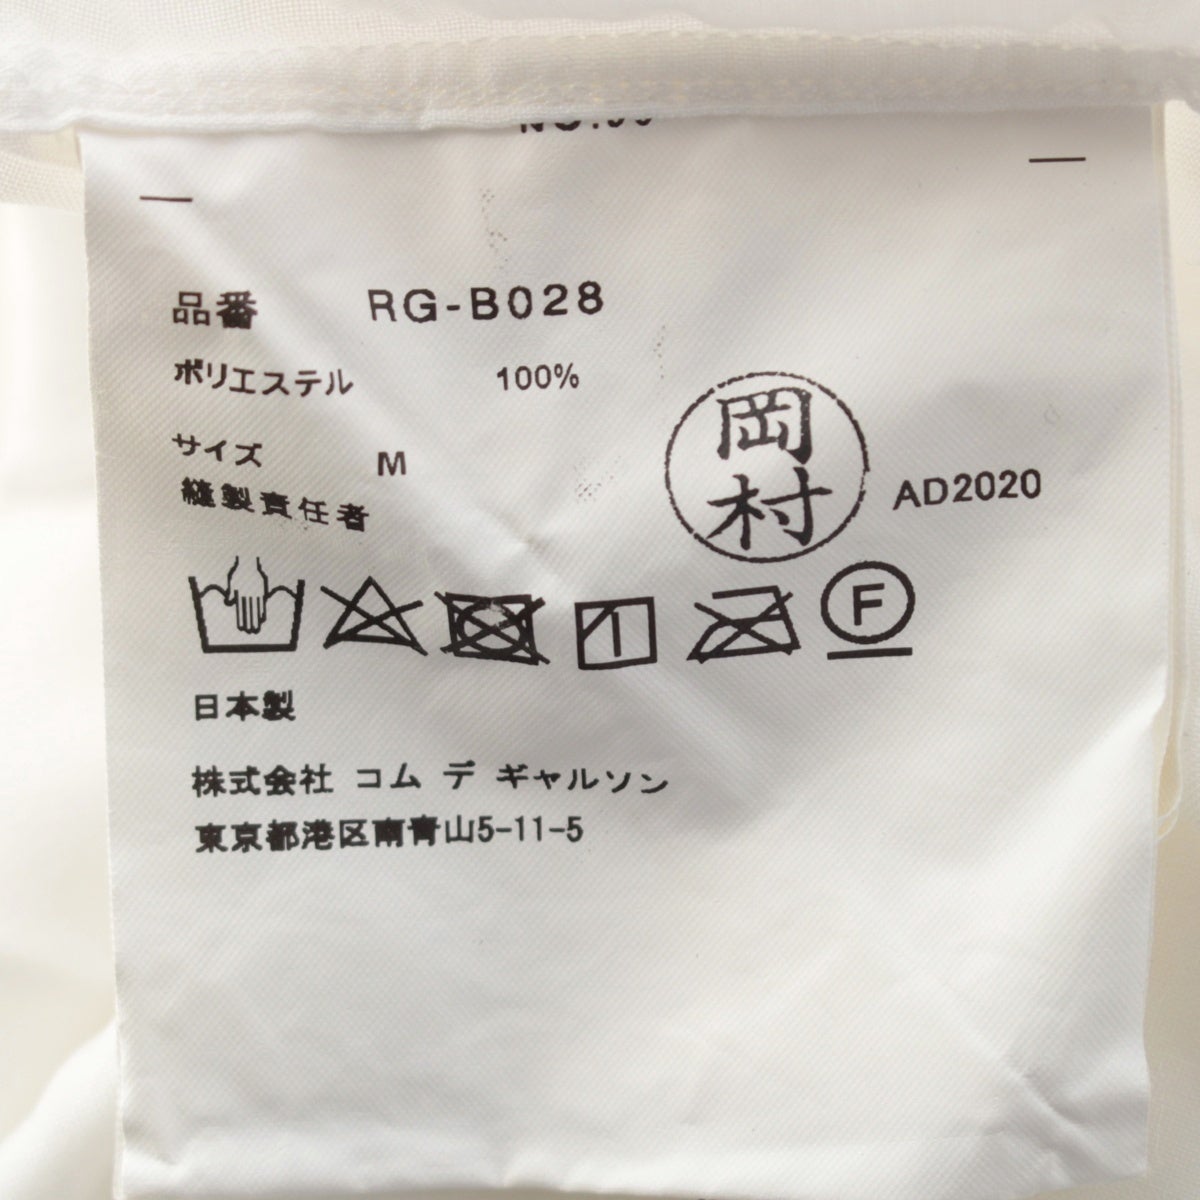 品番 RG-B028
ポリエステル 100%
サイズ M
縫製責任者
岡村
AD2020
F
日本製
株式会社 コム デ ギャルソン
東京都港区南青山5-11-5